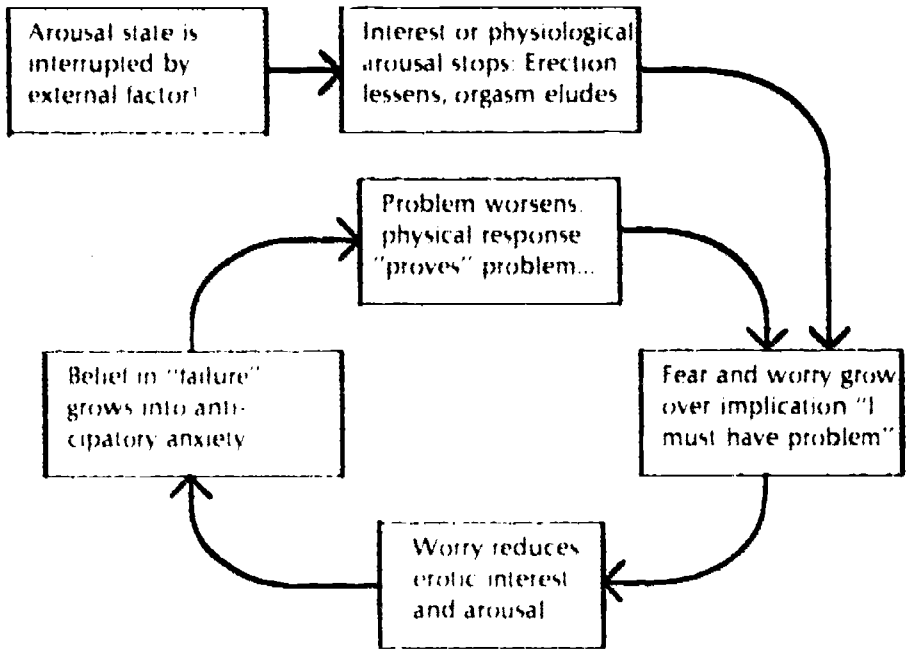 Arousal state is
interrupted by
external factor¹
Interest or physiological
arousal stops: Erection
lessens, orgasm eludes
Problem worsens,
physical response
"proves" problem...
Belief in "failure"
grows into anti-
cipatory anxiety
Fear and worry grow
over implication "I
must have problem"
Worry reduces
erotic interest
and arousal